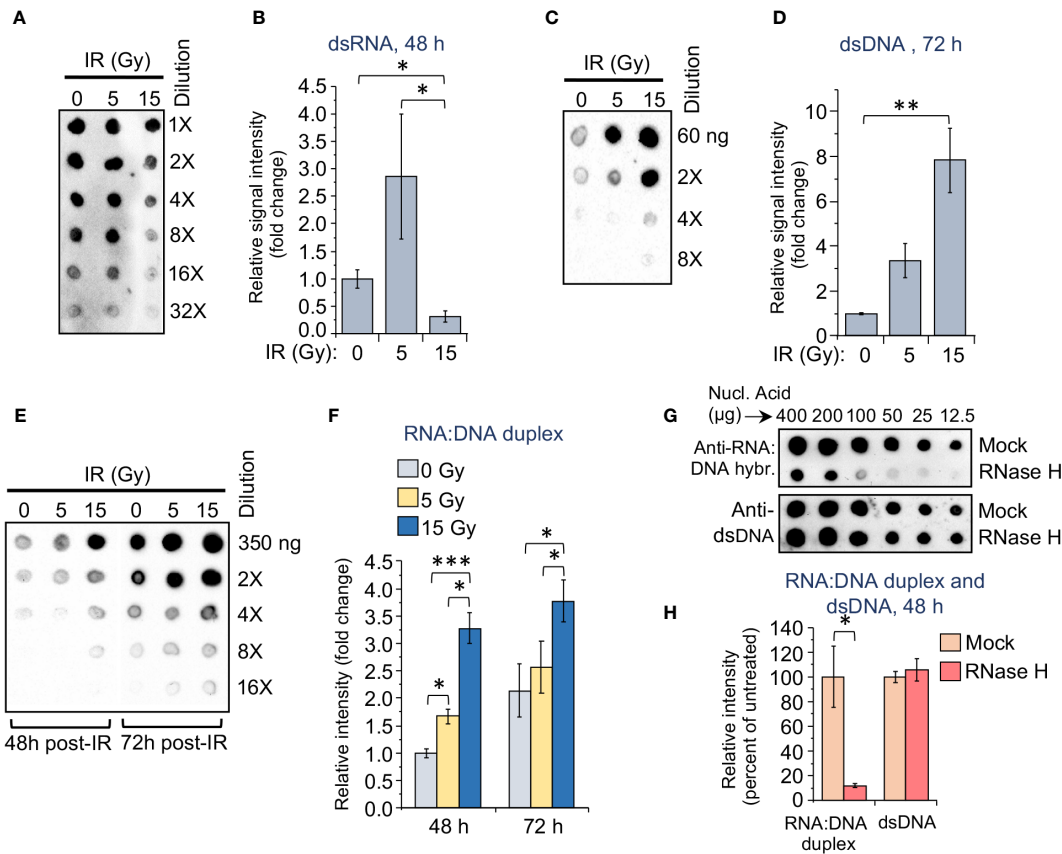 A
IR (Gy)
Dilution
0 5 15
1X
2X
4X
8X
16X
32X
B
dsRNA, 48 h
*
*
Relative signal intensity
(fold change)
4.5
4.0
3.5
3.0
2.5
2.0
1.5
1.0
0.5
0.0
IR (Gy): 0 5 15
C
IR (Gy)
Dilution
0 5 15
60 ng
2X
4X
8X
D
dsDNA , 72 h
**
Relative signal intensity
(fold change)
10
8
6
4
2
0
IR (Gy): 0 5 15
E
IR (Gy)
Dilution
0 5 15 0 5 15
350 ng
2X
4X
8X
16X
48h post-IR 72h post-IR
F
RNA:DNA duplex
0 Gy
5 Gy
15 Gy
Relative intensity (fold change)
4.5
4.0
3.5
3.0
2.5
2.0
1.5
1.0
0.5
0.0
***
*
*
*
*
48 h 72 h
G
Nucl. Acid
(µg) 400 200 100 50 25 12.5
Anti-RNA:
DNA hybr.
Mock
RNase H
Anti-
dsDNA
Mock
RNase H
H
RNA:DNA duplex and
dsDNA, 48 h
Relative intensity
(percent of untreated)
140
120
100
80
60
40
20
0
*
Mock
RNase H
RNA:DNA
duplex
dsDNA